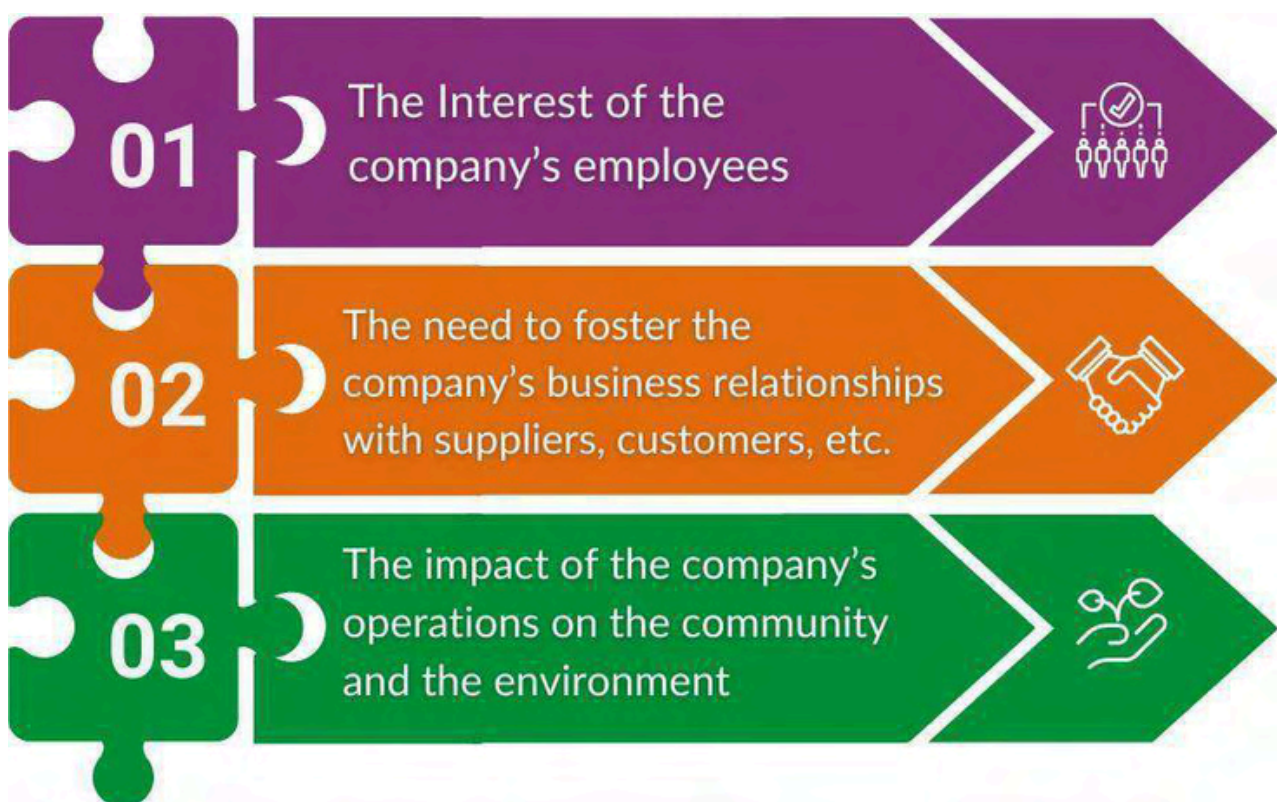 01
The Interest of the
company’s employees
02
The need to foster the
company’s business relationships
with suppliers, customers, etc.
03
The impact of the company’s
operations on the community
and the environment